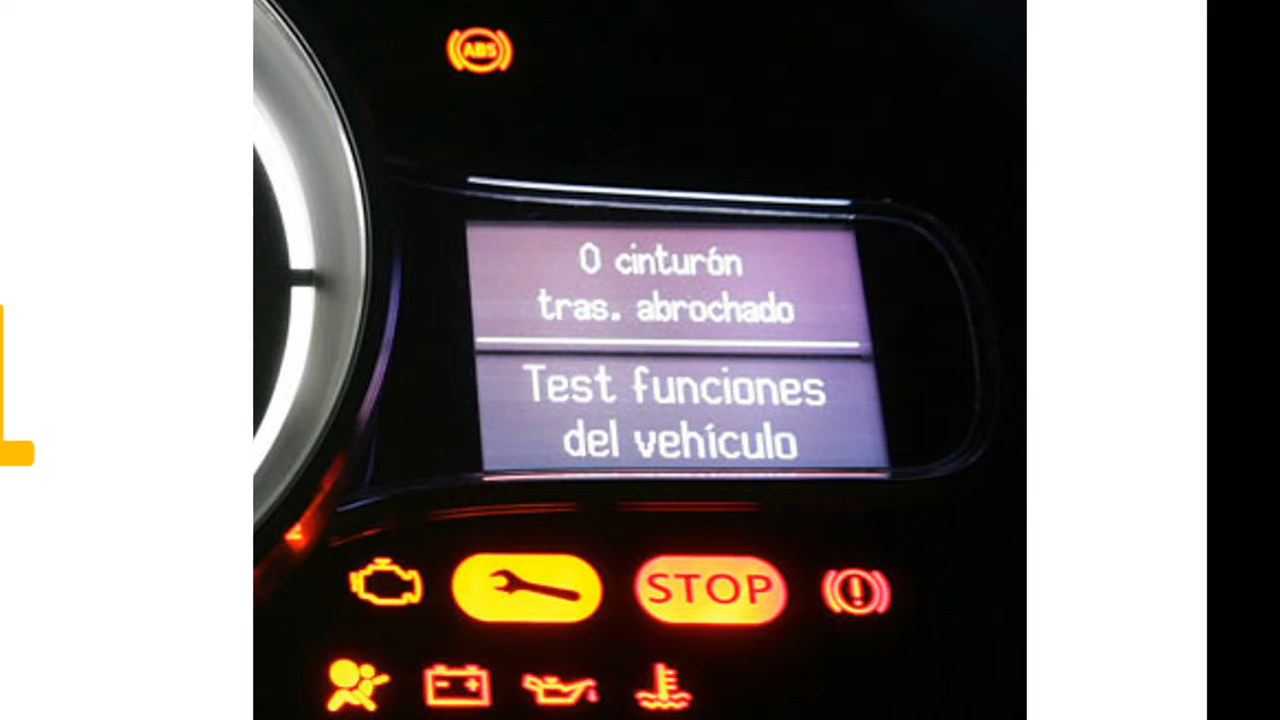 ABS
0 cinturón
tras. abrochado
Test funciones
del vehículo
STOP